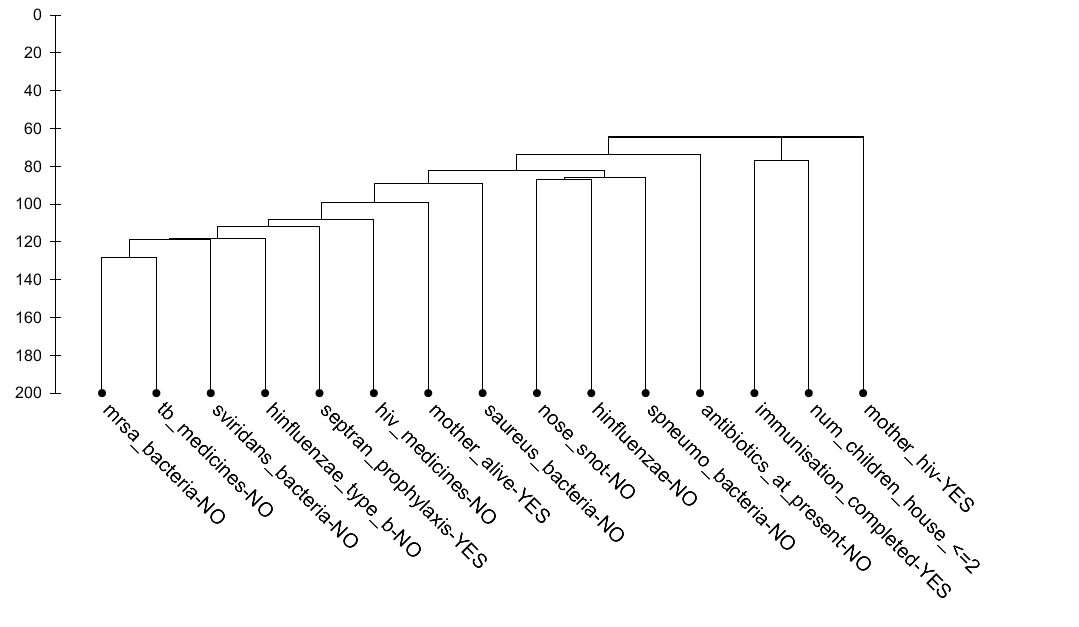 0
20
40
60
80
100
120
140
160
180
200
mrsa_bacteria-NO
tb_medicines-NO
sviridans_bacteria-NO
hinfluenzae_type_b-NO
septran_prophylaxis-YES
hiv_medicines-NO
mother_alive-YES
saureus_bacteria-NO
nose_snot-NO
hinfluenzae-NO
spneumo_bacteria-NO
antibiotics_at_present-NO
immunisation_completed-YES
num_children_house_<=2
mother_hiv-YES